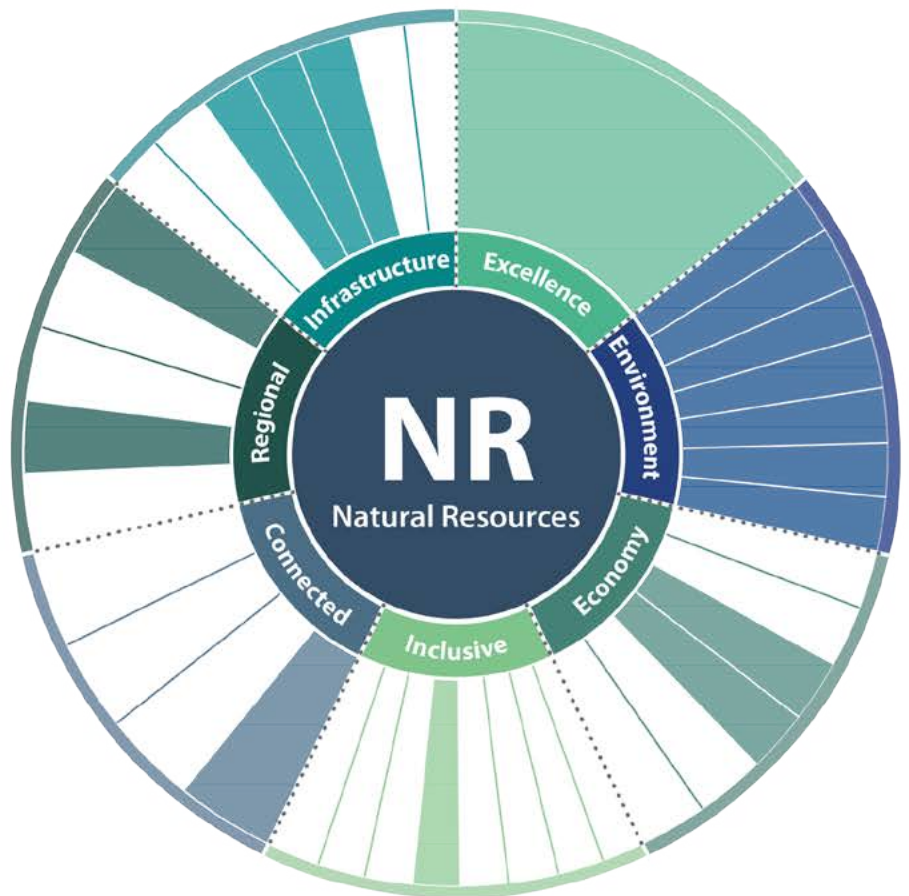 NR
Natural Resources
Excellence
Environment
Economy
Inclusive
Connected
Regional
Infrastructure